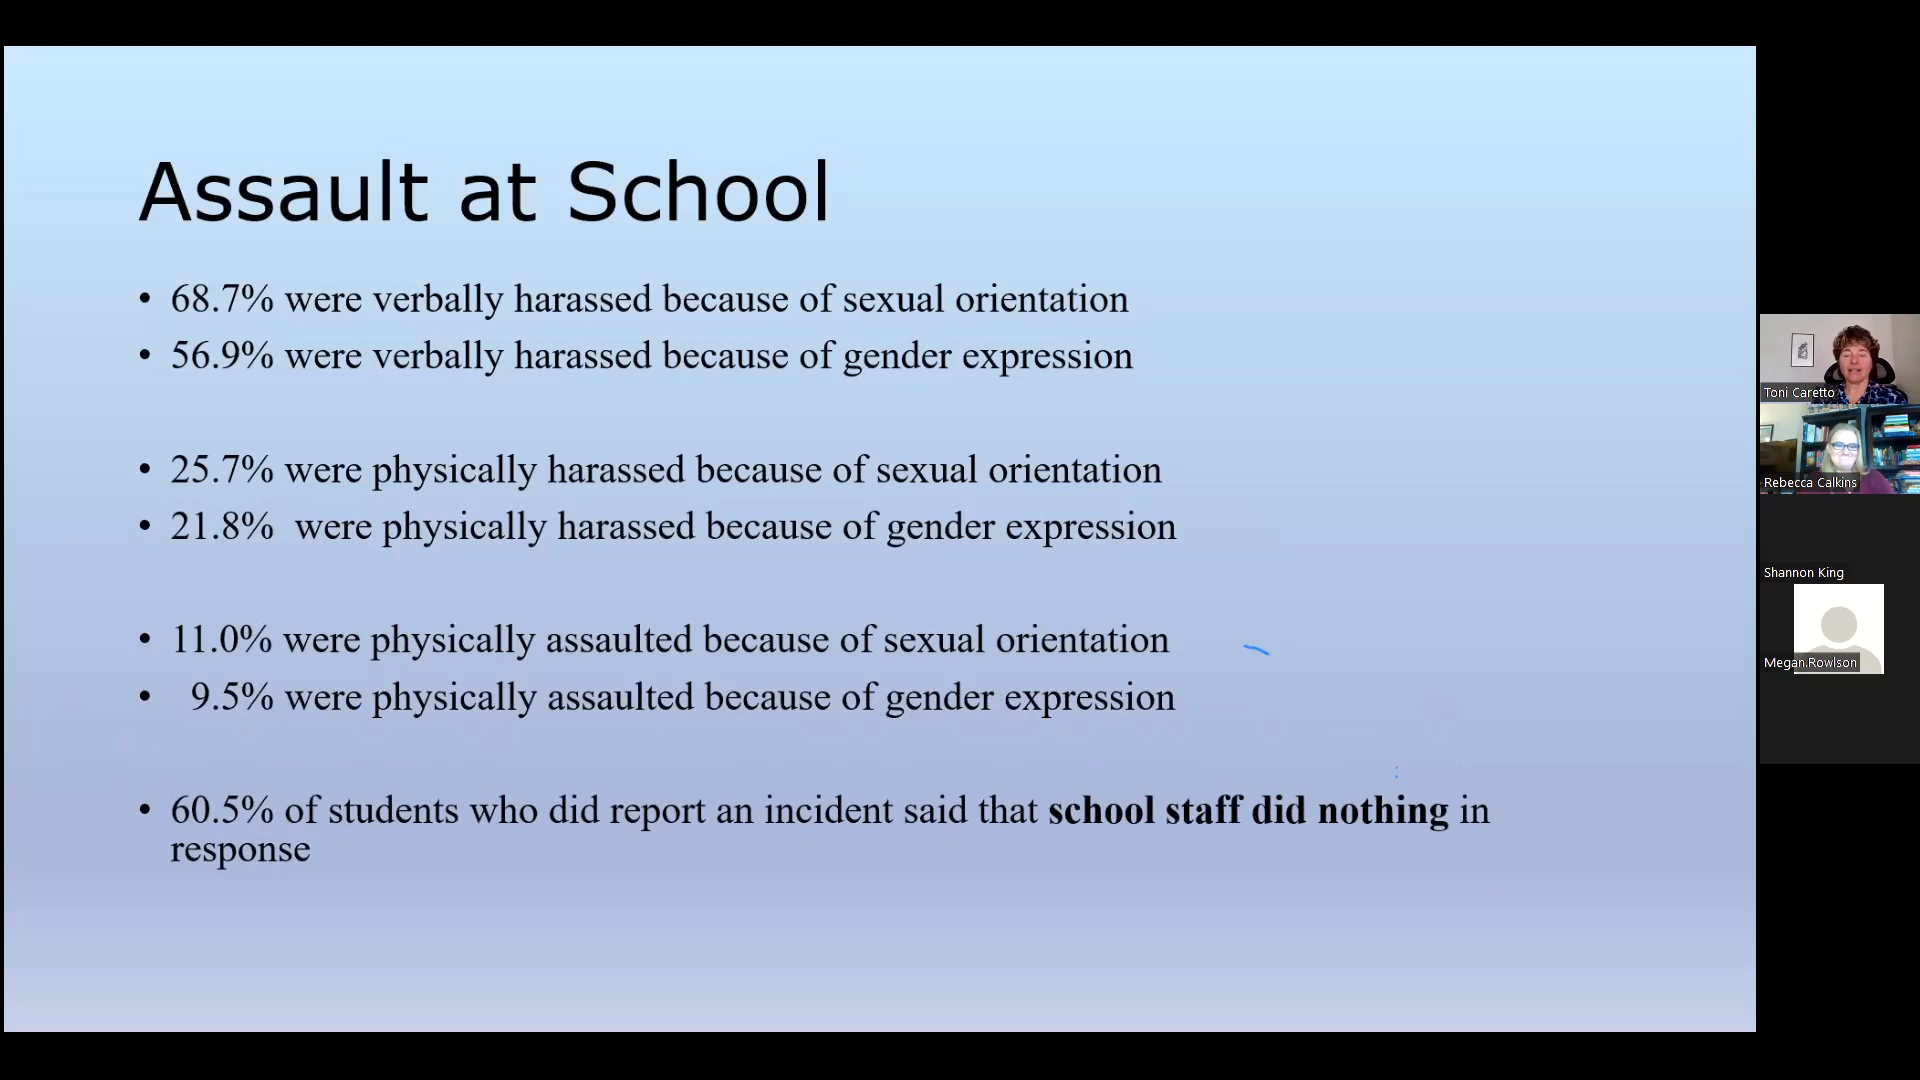 Assault at School
• 68.7% were verbally harassed because of sexual orientation
• 56.9% were verbally harassed because of gender expression
• 25.7% were physically harassed because of sexual orientation
• 21.8%  were physically harassed because of gender expression
• 11.0% were physically assaulted because of sexual orientation
• 9.5% were physically assaulted because of gender expression
• 60.5% of students who did report an incident said that school staff did nothing in
response
Toni Caretto
Rebecca Calkins
Shannon King
Megan.Rowlson